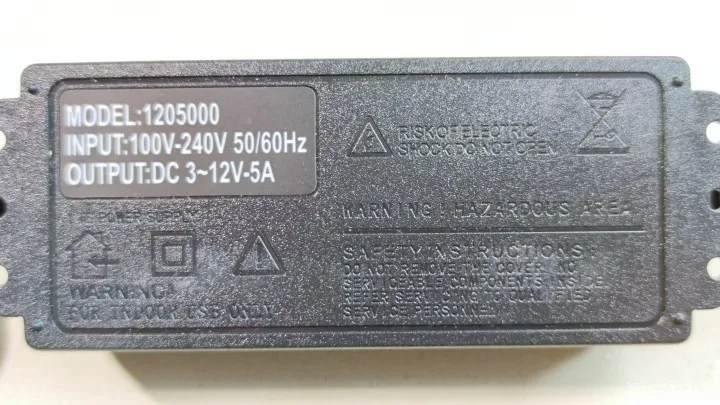 MODEL:1205000
INPUT:100V-240V 50/60Hz
OUTPUT:DC 3~12V-5A
RISK OF ELECTRIC
SHOCK DO NOT OPEN
POWER SUPPLY
WARNING: HAZARDOUS AREA
SAFETY INSTRUCTIONS:
DO NOT REMOVE THE COVER. NO
SERVICEABLE COMPONENTS INSIDE.
REFER SERVICING TO QUALIFIED
SERVICE PERSONNEL
WARNING:
FOR INDOOR USE ONLY